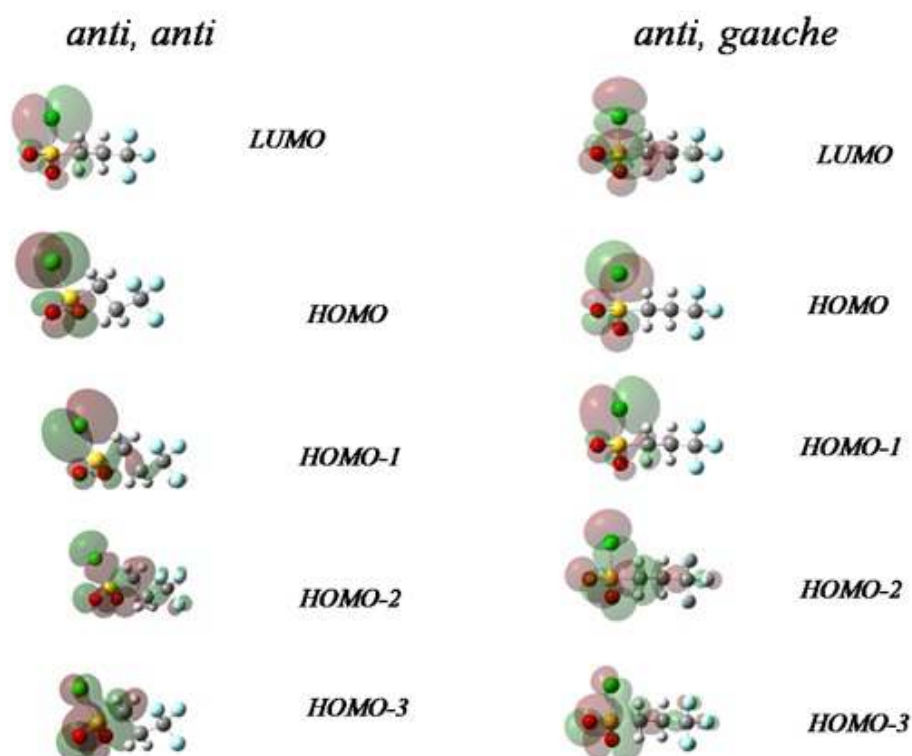 anti, anti
anti, gauche
LUMO
LUMO
HOMO
HOMO
HOMO-1
HOMO-1
HOMO-2
HOMO-2
HOMO-3
HOMO-3